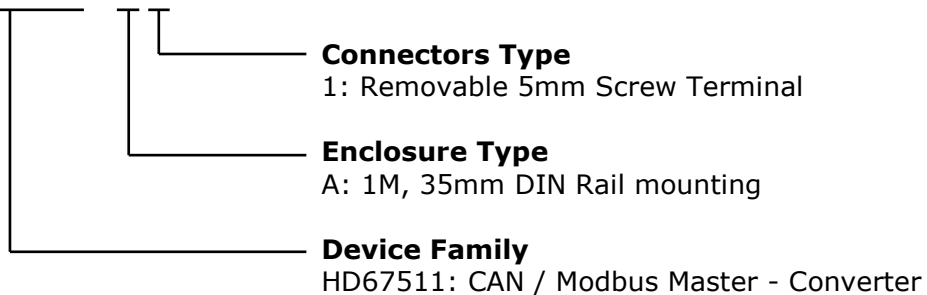 Connectors Type
1: Removable 5mm Screw Terminal
Enclosure Type
A: 1M, 35mm DIN Rail mounting
Device Family
HD67511: CAN / Modbus Master - Converter